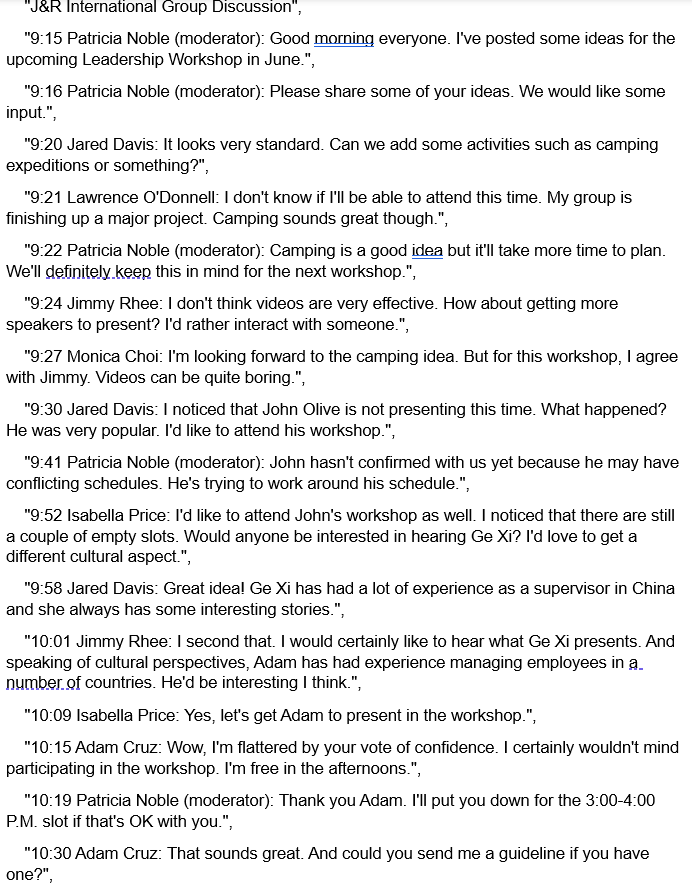 "J&R International Group Discussion",
"9:15 Patricia Noble (moderator): Good morning everyone. I've posted some ideas for the
upcoming Leadership Workshop in June.",
"9:16 Patricia Noble (moderator): Please share some of your ideas. We would like some
input.",
"9:20 Jared Davis: It looks very standard. Can we add some activities such as camping
expeditions or something?",
"9:21 Lawrence O'Donnell: I don't know if I'll be able to attend this time. My group is
finishing up a major project. Camping sounds great though.",
"9:22 Patricia Noble (moderator): Camping is a good idea but it'll take more time to plan.
We'll definitely keep this in mind for the next workshop.",
"9:24 Jimmy Rhee: I don't think videos are very effective. How about getting more
speakers to present? I'd rather interact with someone.",
"9:27 Monica Choi: I'm looking forward to the camping idea. But for this workshop, I agree
with Jimmy. Videos can be quite boring.",
"9:30 Jared Davis: I noticed that John Olive is not presenting this time. What happened?
He was very popular. I'd like to attend his workshop.",
"9:41 Patricia Noble (moderator): John hasn't confirmed with us yet because he may have
conflicting schedules. He's trying to work around his schedule.",
"9:52 Isabella Price: I'd like to attend John's workshop as well. I noticed that there are still
a couple of empty slots. Would anyone be interested in hearing Ge Xi? I'd love to get a
different cultural aspect.",
"9:58 Jared Davis: Great idea! Ge Xi has had a lot of experience as a supervisor in China
and she always has some interesting stories.",
"10:01 Jimmy Rhee: I second that. I would certainly like to hear what Ge Xi presents. And
speaking of cultural perspectives, Adam has had experience managing employees in a
number of countries. He'd be interesting I think.",
"10:09 Isabella Price: Yes, let's get Adam to present in the workshop.",
"10:15 Adam Cruz: Wow, I'm flattered by your vote of confidence. I certainly wouldn't mind
participating in the workshop. I'm free in the afternoons.",
"10:19 Patricia Noble (moderator): Thank you Adam. I'll put you down for the 3:00-4:00
P.M. slot if that's OK with you.",
"10:30 Adam Cruz: That sounds great. And could you send me a guideline if you have
one?",